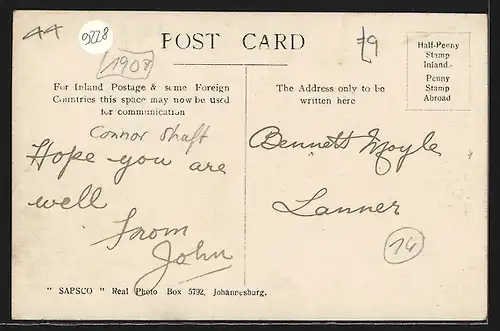 44
9228
POST CARD
£9
1908
Half-Penny
Stamp
Inland.
Penny
Stamp
Abroad
For Inland Postage & some Foreign
Countries this space may now be used
for communication
The Address only to be
written here
Connor Shaft
Hope you are
well
From
John
Bennett Moyle
Lanner
14
" SAPSCO " Real Photo Box 5792, Johannesburg.